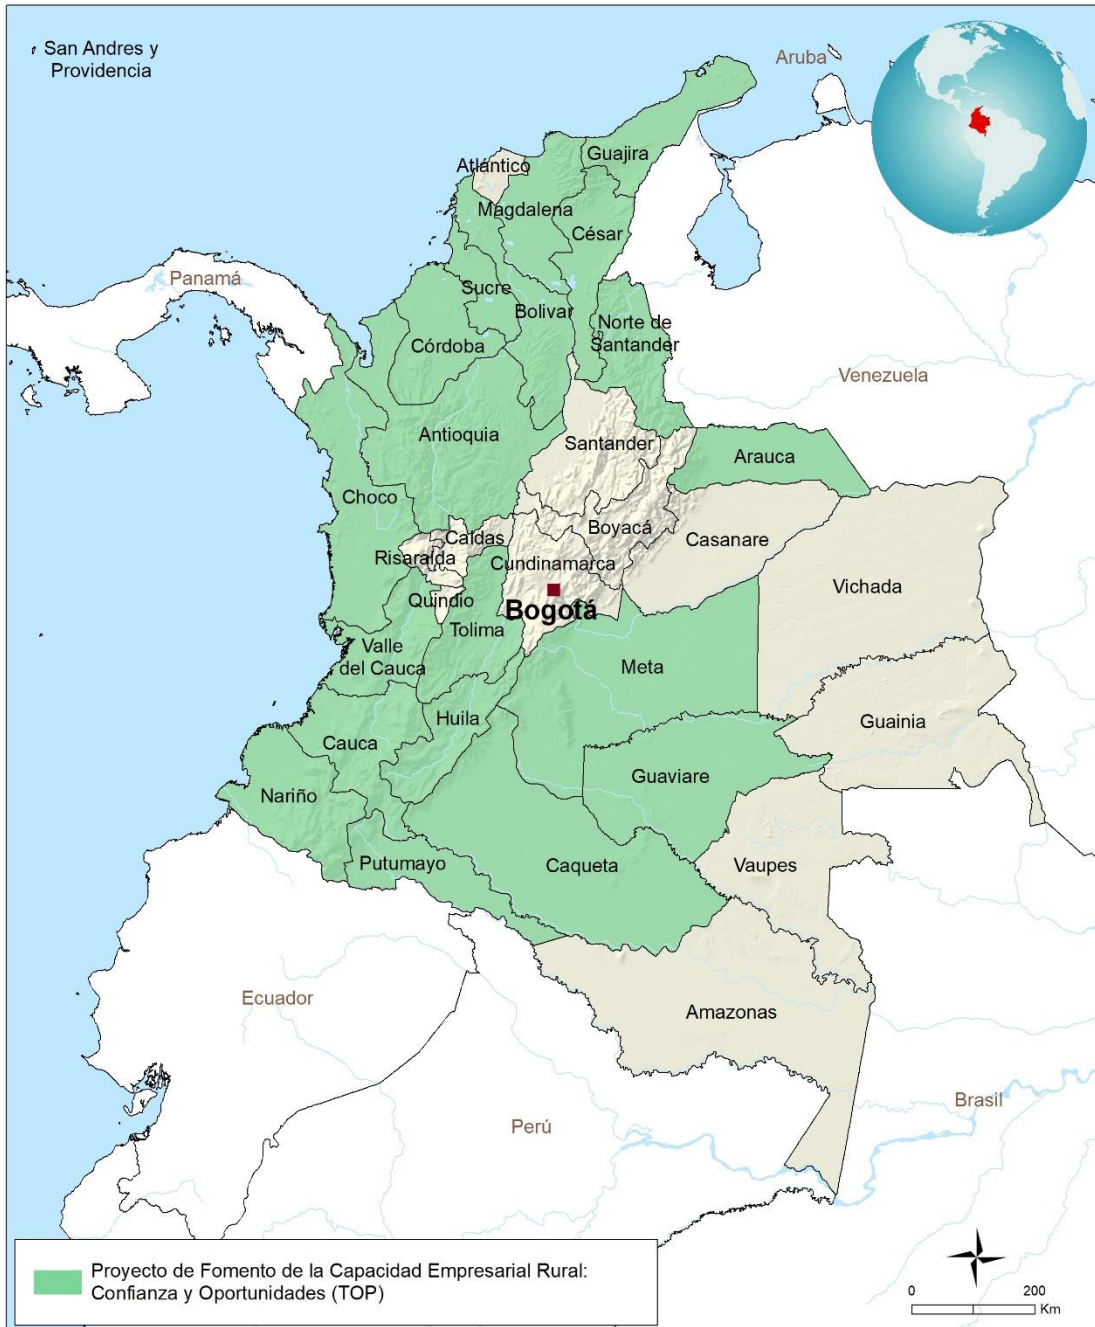 San Andres y
Providencia
Aruba
Guajira
Atlántico
Magdalena
César
Panamá
Sucre
Bolivar
Norte de
Santander
Córdoba
Venezuela
Antioquia
Santander
Arauca
Choco
Boyacá
Caldas
Casanare
Risaralda
Cundinamarca
Vichada
Quindio
Bogotá
Tolima
Valle
del Cauca
Meta
Huila
Guainia
Cauca
Guaviare
Nariño
Putumayo
Caqueta
Vaupes
Ecuador
Amazonas
Brasil
Perú
Proyecto de Fomento de la Capacidad Empresarial Rural:
Confianza y Oportunidades (TOP)
0 200
Km